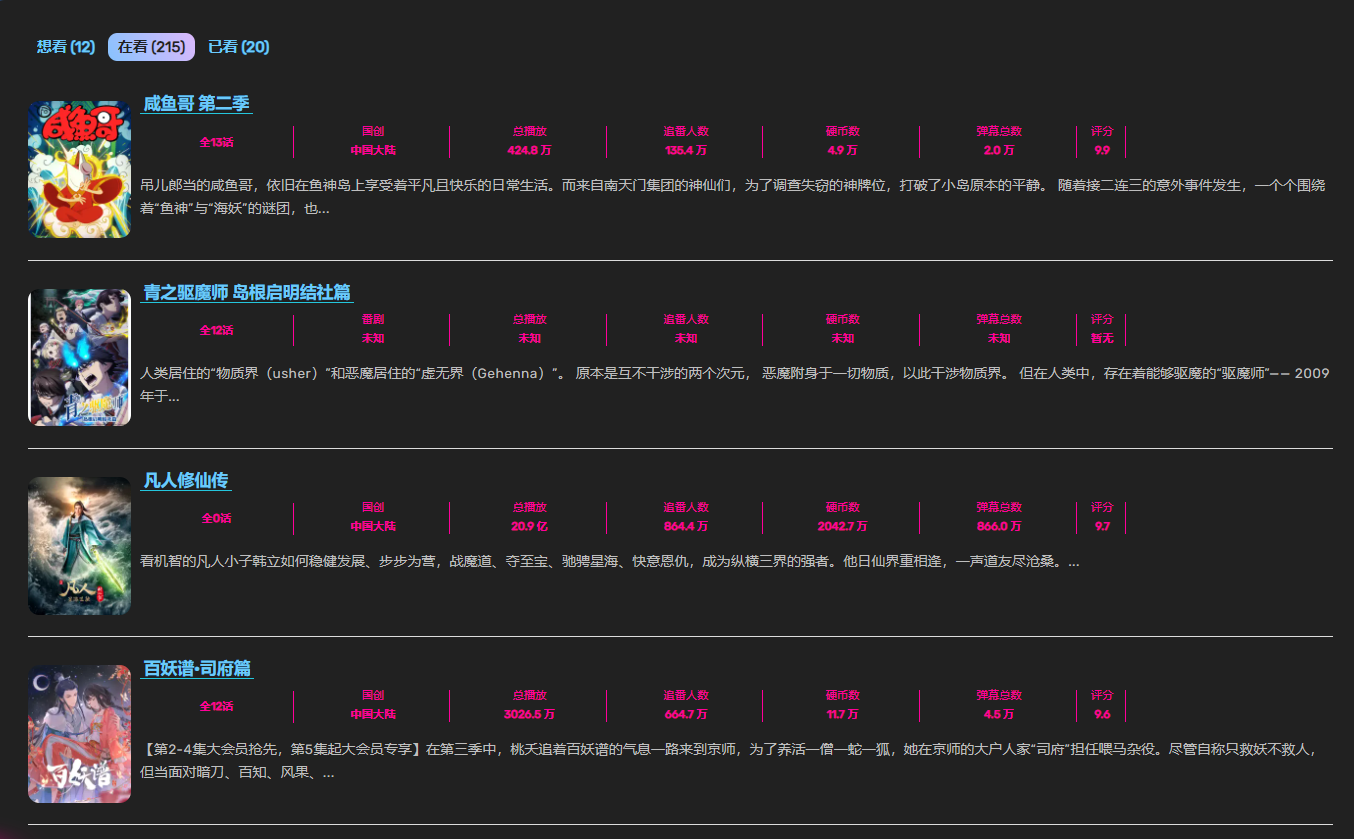 想看 (12) 在看 (215) 已看 (20)
咸鱼哥
咸鱼哥 第二季
全13话 国创 中国大陆 总播放 424.8 万 追番人数 135.4 万 硬币数 4.9 万 弹幕总数 2.0 万 评分 9.9
吊儿郎当的咸鱼哥，依旧在鱼神岛上享受着平凡且快乐的日常生活。而来自南天门集团的神仙们，为了调查失窃的神牌位，打破了小岛原本的平静。 随着接二连三的意外事件发生，一个个围绕
着“鱼神”与“海妖”的谜团，也...
青之驱魔师 岛根启明结社篇
全12话 番剧 未知 总播放 未知 追番人数 未知 硬币数 未知 弹幕总数 未知 评分 暂无
人类居住的“物质界（usher）”和恶魔居住的“虚无界（Gehenna）”。 原本是互不干涉的两个次元， 恶魔附身于一切物质，以此干涉物质界。 但在人类中，存在着能够驱魔的“驱魔师”—— 2009
年于...
凡人修仙传
全0话 国创 中国大陆 总播放 20.9 亿 追番人数 864.4 万 硬币数 2042.7 万 弹幕总数 866.0 万 评分 9.7
看机智的凡人小子韩立如何稳健发展、步步为营，战魔道、夺至宝、驰骋星海、快意恩仇，成为纵横三界的强者。他日仙界重相逢，一声道友尽沧桑。...
凡人
百妖谱·司府篇
全12话 国创 中国大陆 总播放 3026.5 万 追番人数 664.7 万 硬币数 11.7 万 弹幕总数 4.5 万 评分 9.6
【第2-4集大会员抢先，第5集起大会员专享】在第三季中，桃夭追着百妖谱的气息一路来到京师，为了养活一僧一蛇一狐，她在京师的大户人家“司府”担任喂马杂役。尽管自称只救妖不救人，
但当面对暗刀、百知、风果、...
百妖谱